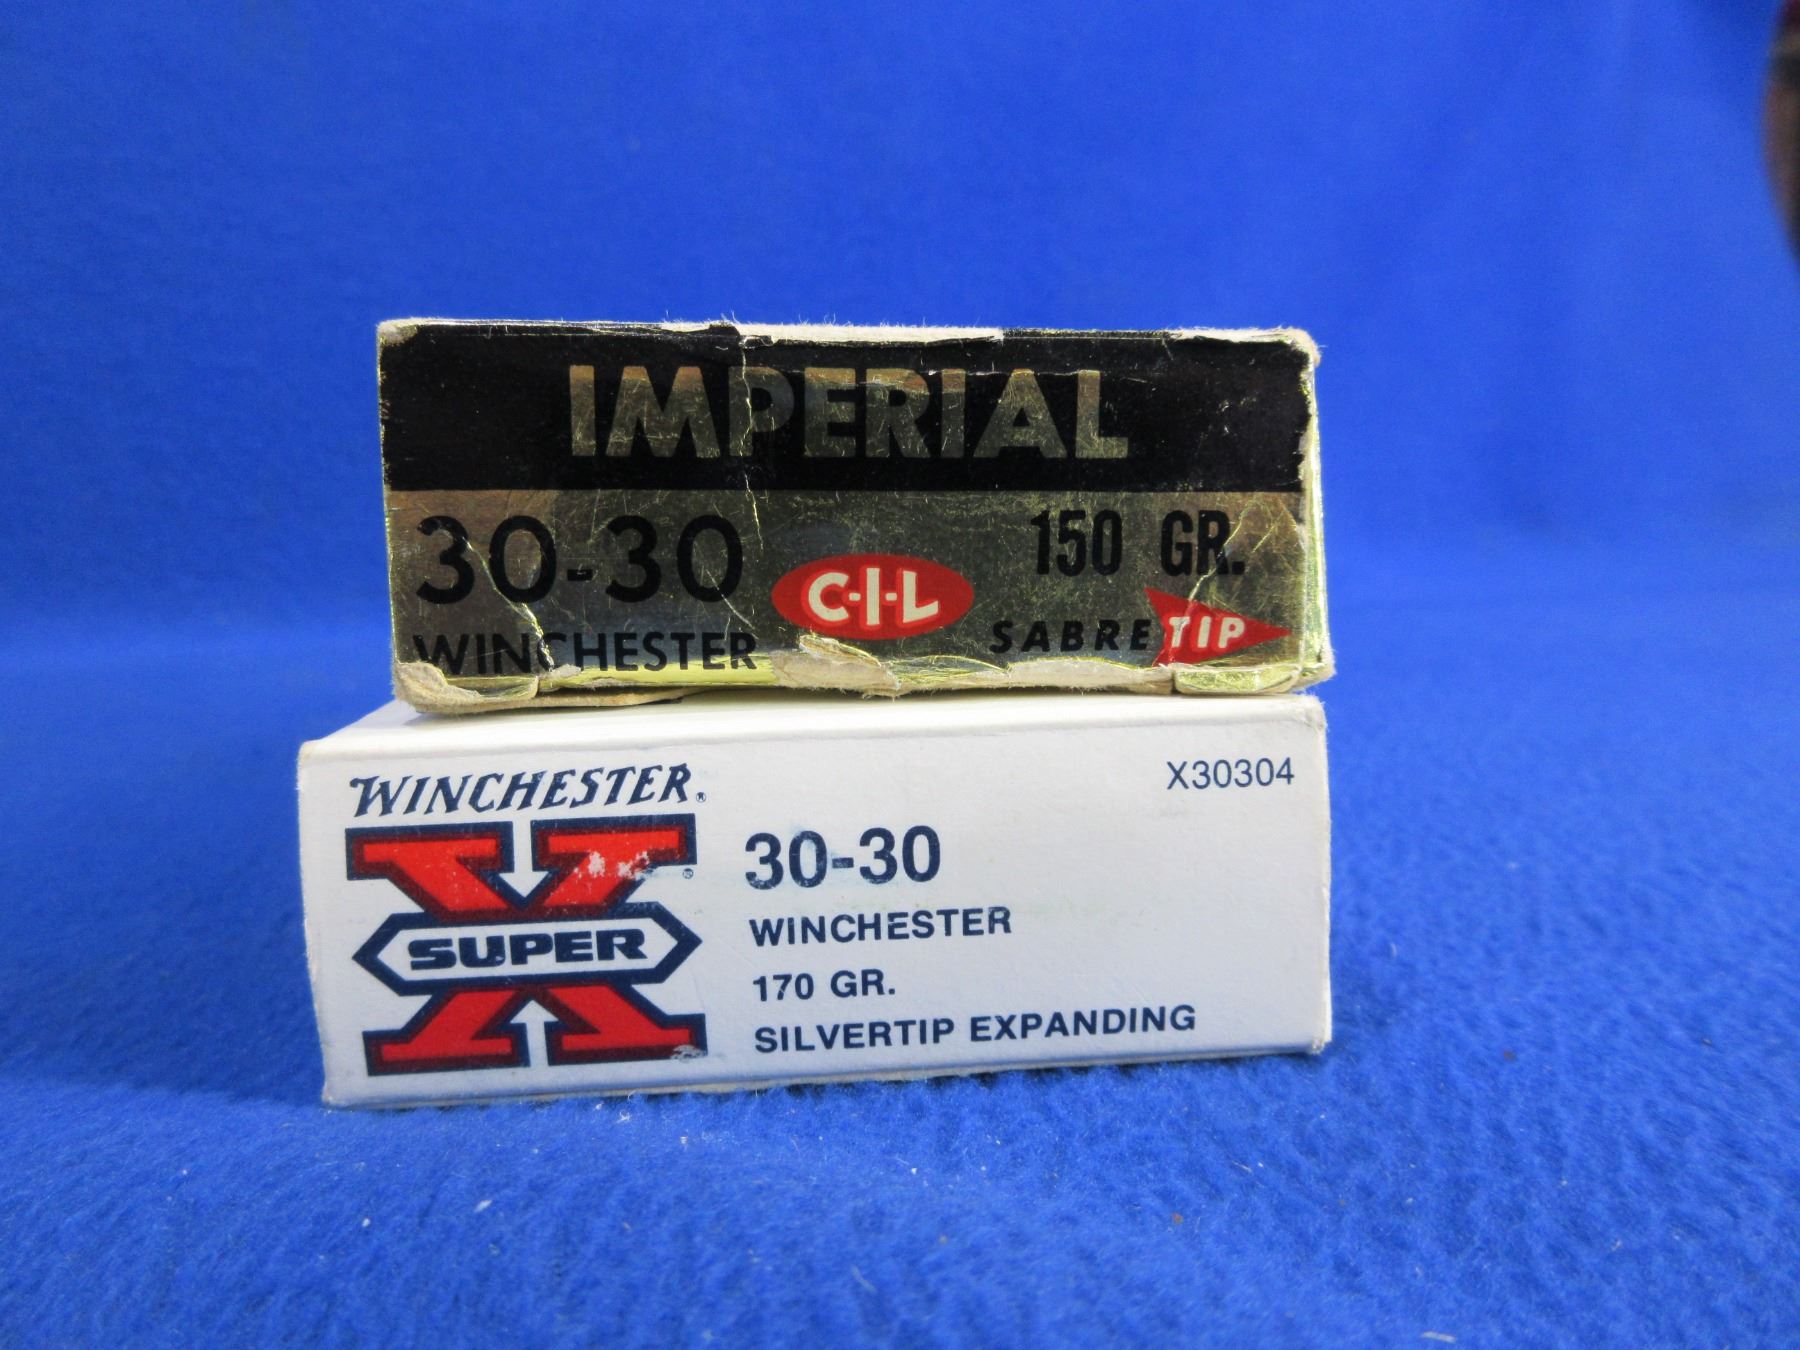 IMPERIAL
30-30 150 GR.
C·I·L
WINCHESTER SABRE TIP
WINCHESTER® X30304
SUPER X®
30-30
WINCHESTER
170 GR.
SILVERTIP EXPANDING